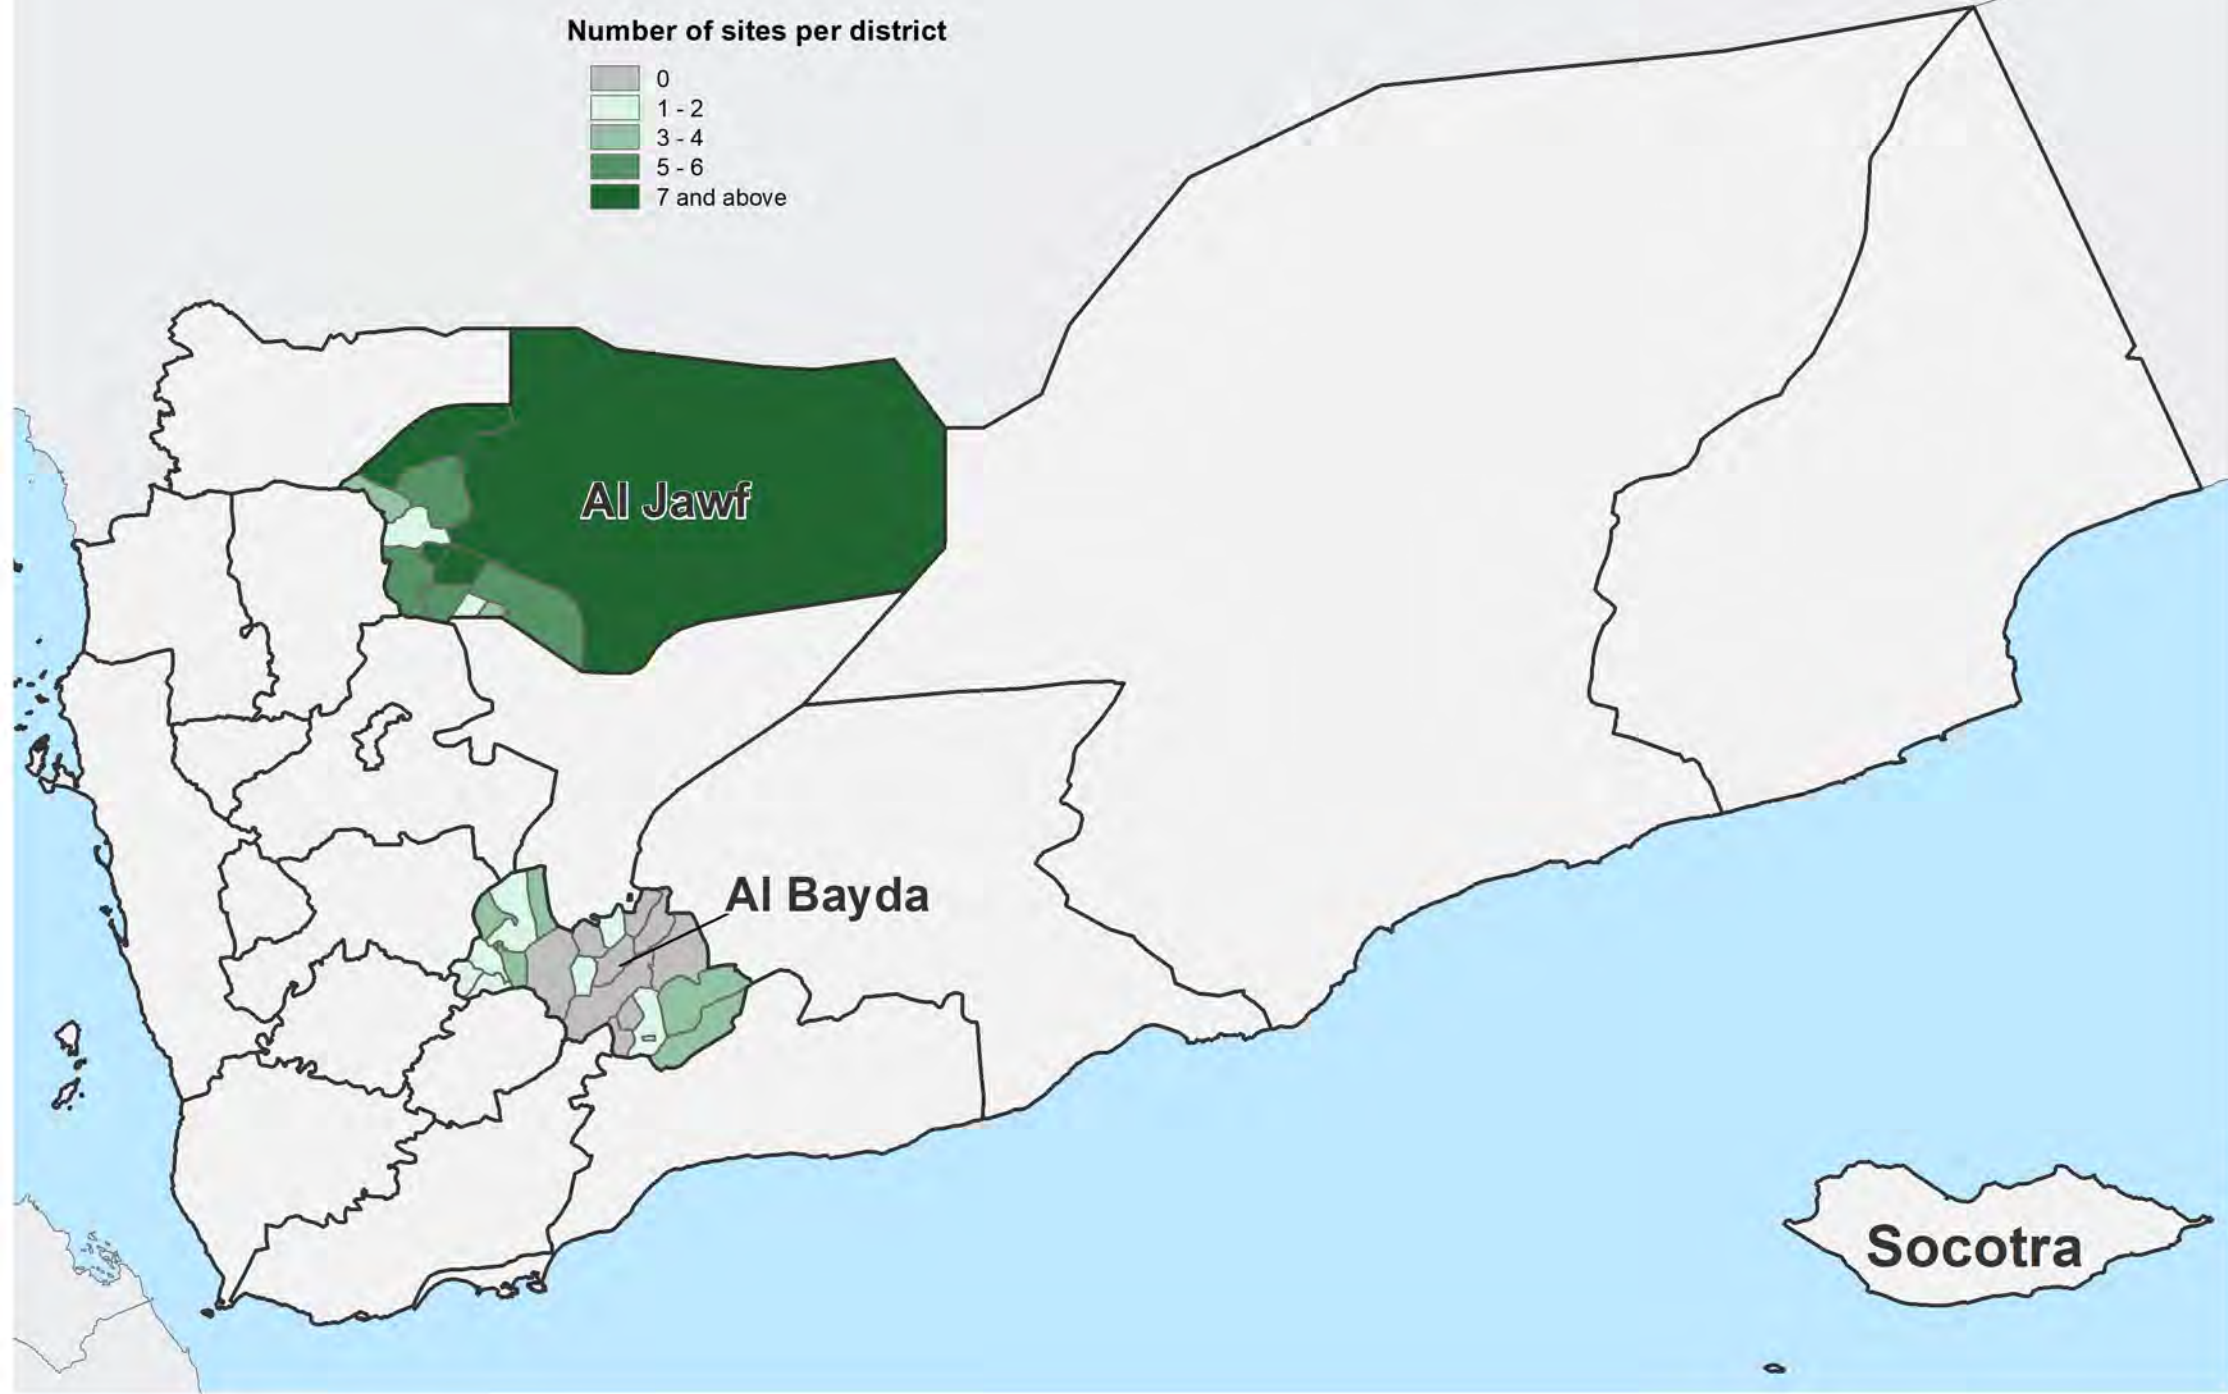 Number of sites per district
0
1 - 2
3 - 4
5 - 6
7 and above
Al Jawf
Al Bayda
Socotra